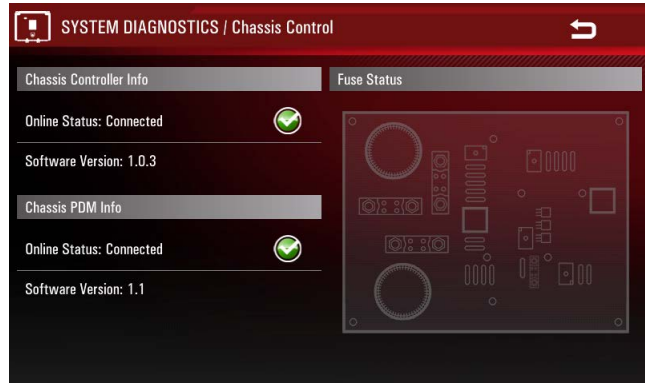 SYSTEM DIAGNOSTICS / Chassis Control
Chassis Controller Info
Online Status: Connected
Software Version: 1.0.3
Chassis PDM Info
Online Status: Connected
Software Version: 1.1
Fuse Status